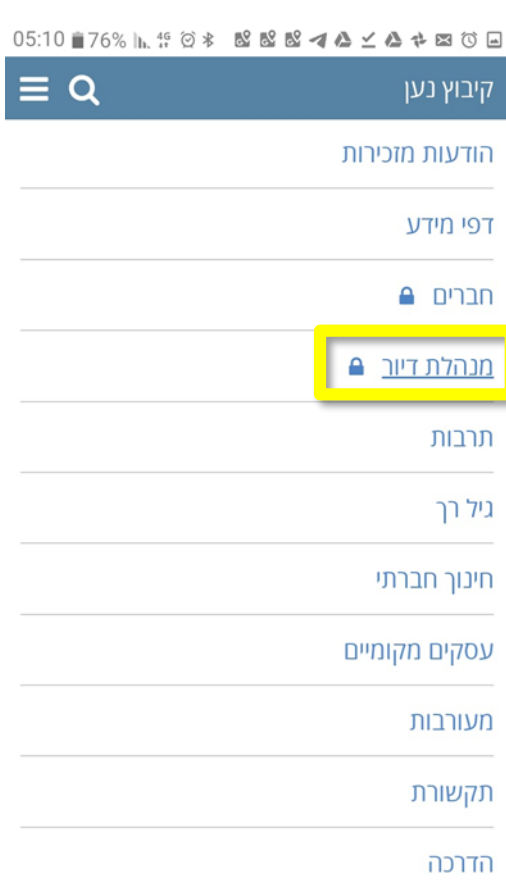 05:10 76% 4G
קיבוץ נען
הודעות מזכירות
דפי מידע
חברים
מנהלת דיור
תרבות
גיל רך
חינוך חברתי
עסקים מקומיים
מעורבות
תקשורת
הדרכה